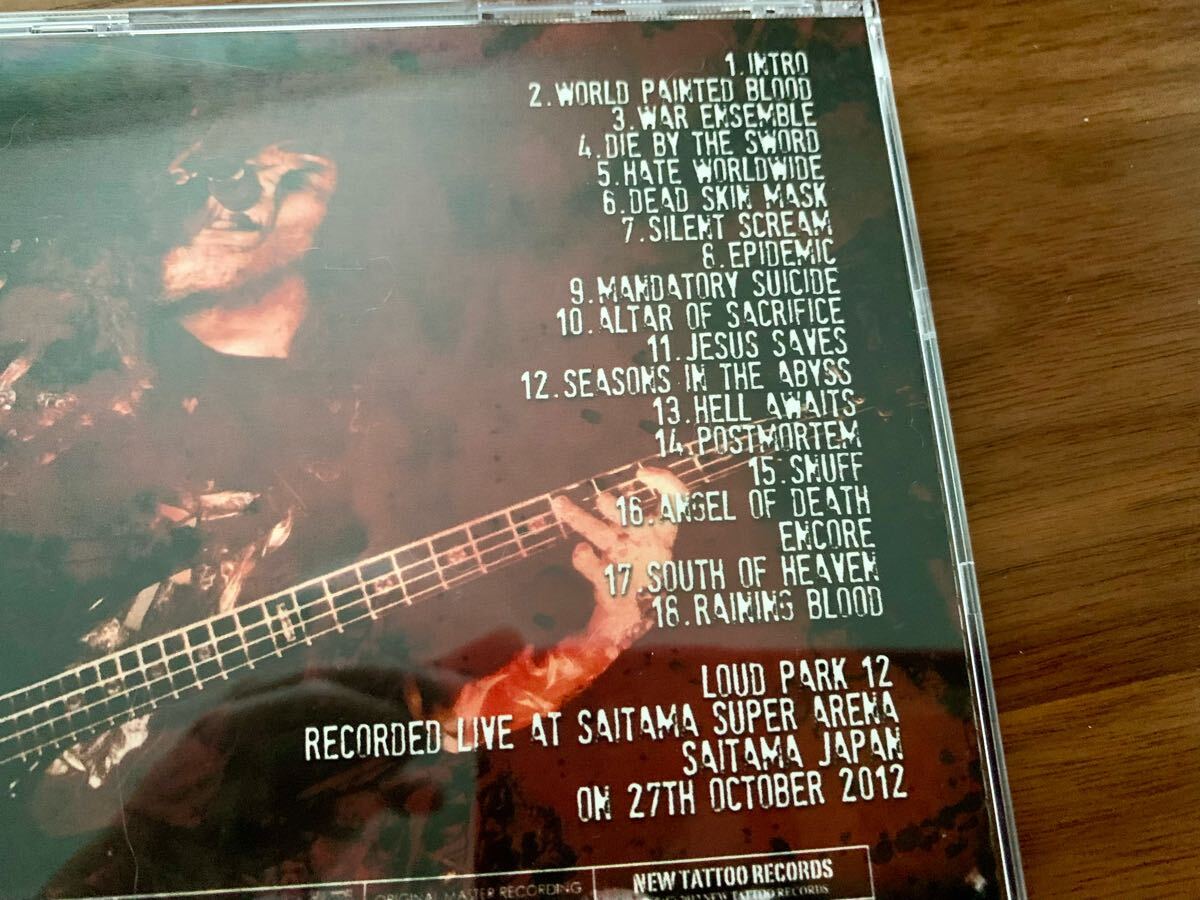 1.INTRO
2.WORLD PAINTED BLOOD
3.WAR ENSEMBLE
4.DIE BY THE SWORD
5.HATE WORLDWIDE
6.DEAD SKIN MASK
7.SILENT SCREAM
8.EPIDEMIC
9.MANDATORY SUICIDE
10.ALTAR OF SACRIFICE
11.JESUS SAVES
12.SEASONS IN THE ABYSS
13.HELL AWAITS
14.POSTMORTEM
15.SNUFF
16.ANGEL OF DEATH
ENCORE
17.SOUTH OF HEAVEN
18.RAINING BLOOD
LOUD PARK 12
RECORDED LIVE AT SAITAMA SUPER ARENA
SAITAMA JAPAN
ON 27TH OCTOBER 2012
NEW TATTOO RECORDS
ORIGINAL MASTER RECORDING
NEW TATTOO RECORDS